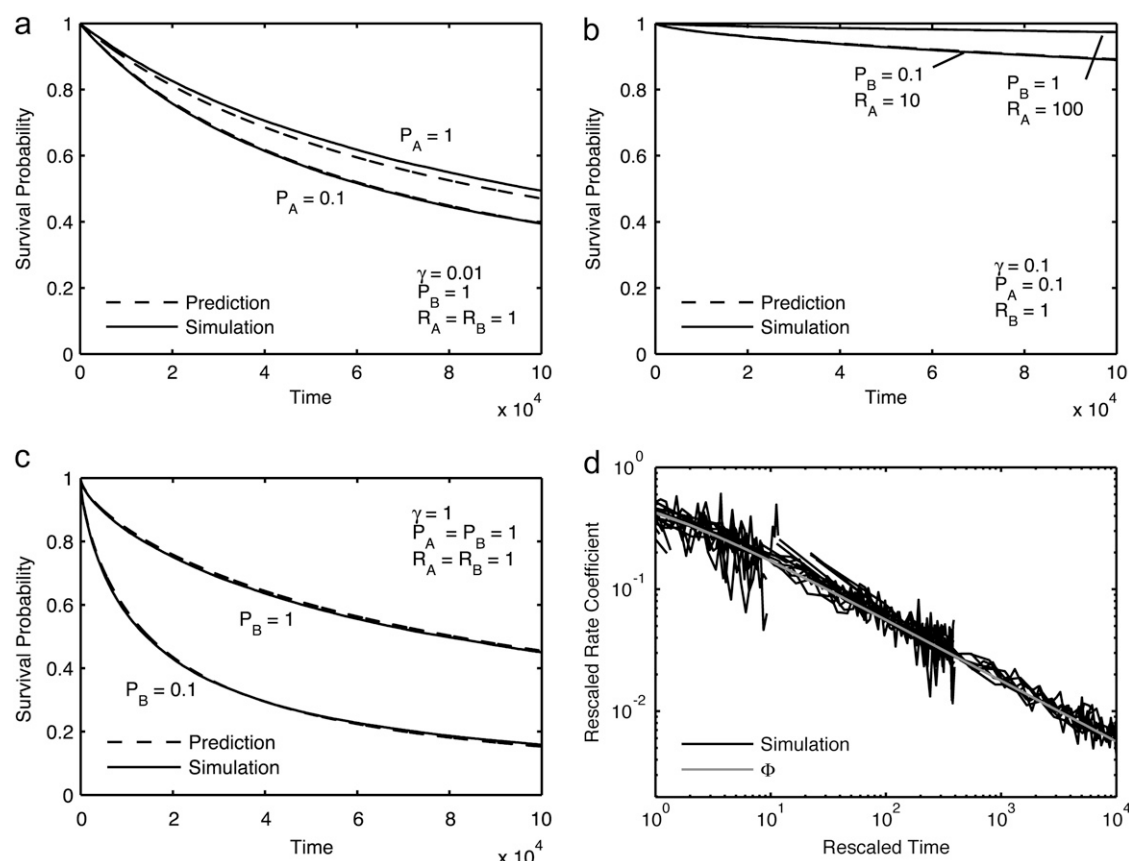 a
1
0.8
0.6
0.4
0.2
0
Survival Probability
P_A = 1
P_A = 0.1
γ = 0.01
P_B = 1
R_A = R_B = 1
Prediction
Simulation
0 2 4 6 8 10
Time
x 10^4
b
1
0.8
0.6
0.4
0.2
0
Survival Probability
P_B = 0.1
R_A = 10
P_B = 1
R_A = 100
γ = 0.1
P_A = 0.1
R_B = 1
Prediction
Simulation
0 2 4 6 8 10
Time
x 10^4
c
1
0.8
0.6
0.4
0.2
0
Survival Probability
γ = 1
P_A = P_B = 1
R_A = R_B = 1
P_B = 1
P_B = 0.1
Prediction
Simulation
0 2 4 6 8 10
Time
x 10^4
d
10^0
10^-1
10^-2
Rescaled Rate Coefficient
Simulation
Φ
10^0 10^1 10^2 10^3 10^4
Rescaled Time